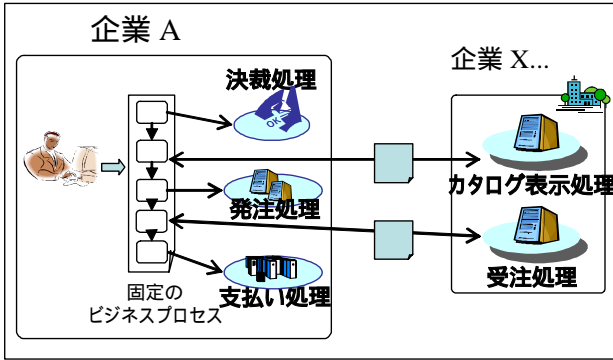 企業 A
決裁処理
OK
発注処理
支払い処理
固定の
ビジネスプロセス
企業 X...
カタログ表示処理
受注処理